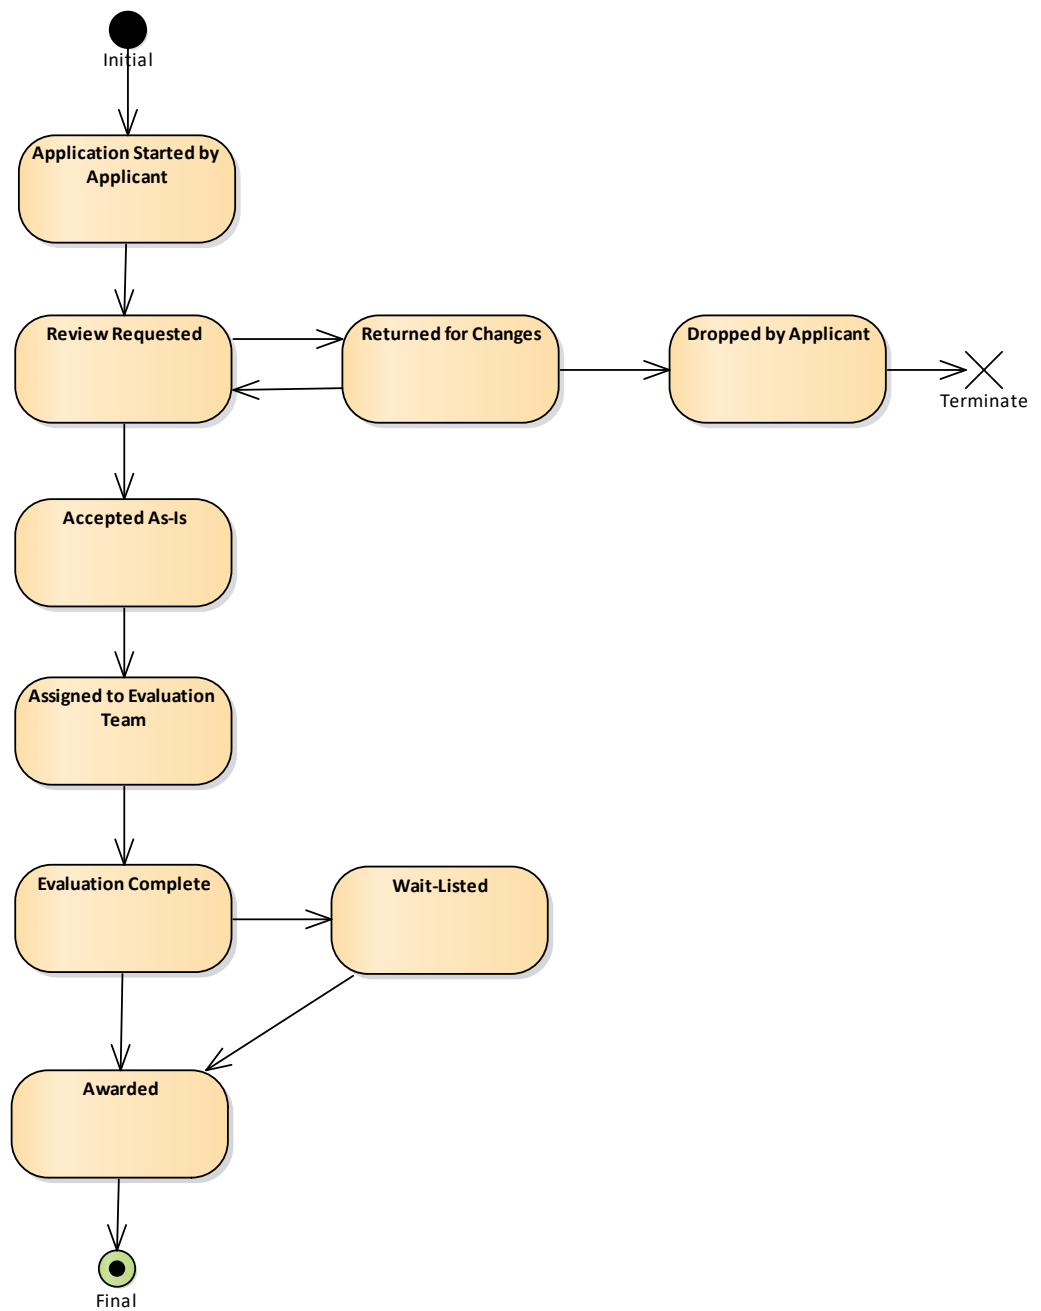 Initial
Application Started by
Applicant
Review Requested
Returned for Changes
Dropped by Applicant
Terminate
Accepted As-Is
Assigned to Evaluation
Team
Evaluation Complete
Wait-Listed
Awarded
Final